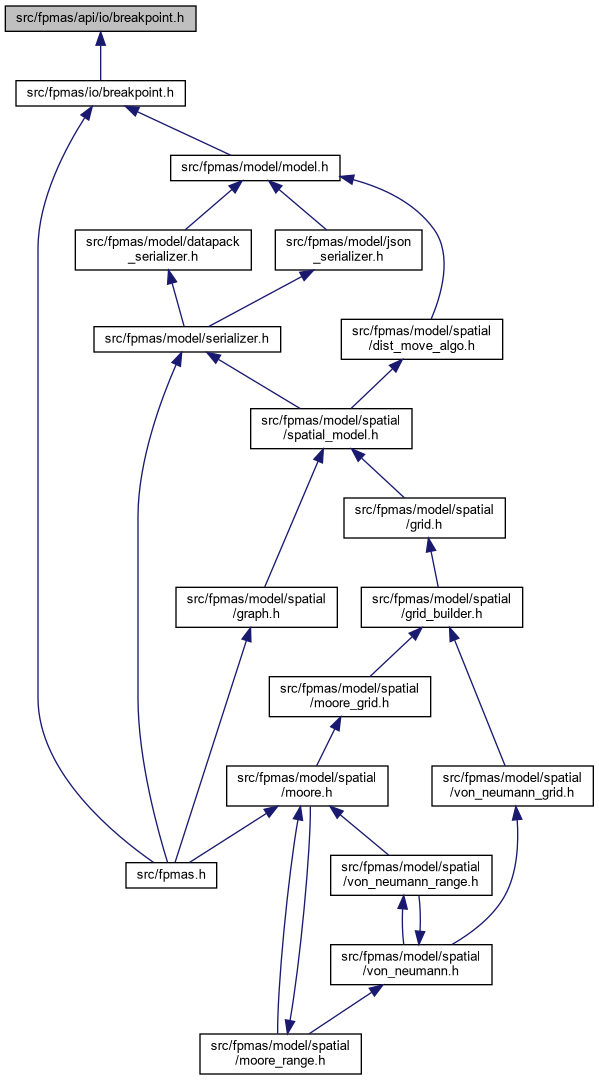 src/fpmas/api/io/breakpoint.h
src/fpmas/io/breakpoint.h
src/fpmas/model/model.h
src/fpmas/model/datapack
_serializer.h
src/fpmas/model/json
_serializer.h
src/fpmas/model/serializer.h
src/fpmas/model/spatial
/dist_move_algo.h
src/fpmas/model/spatial
/spatial_model.h
src/fpmas/model/spatial
/grid.h
src/fpmas/model/spatial
/graph.h
src/fpmas/model/spatial
/grid_builder.h
src/fpmas/model/spatial
/moore_grid.h
src/fpmas/model/spatial
/moore.h
src/fpmas/model/spatial
/von_neumann_grid.h
src/fpmas.h
src/fpmas/model/spatial
/von_neumann_range.h
src/fpmas/model/spatial
/von_neumann.h
src/fpmas/model/spatial
/moore_range.h